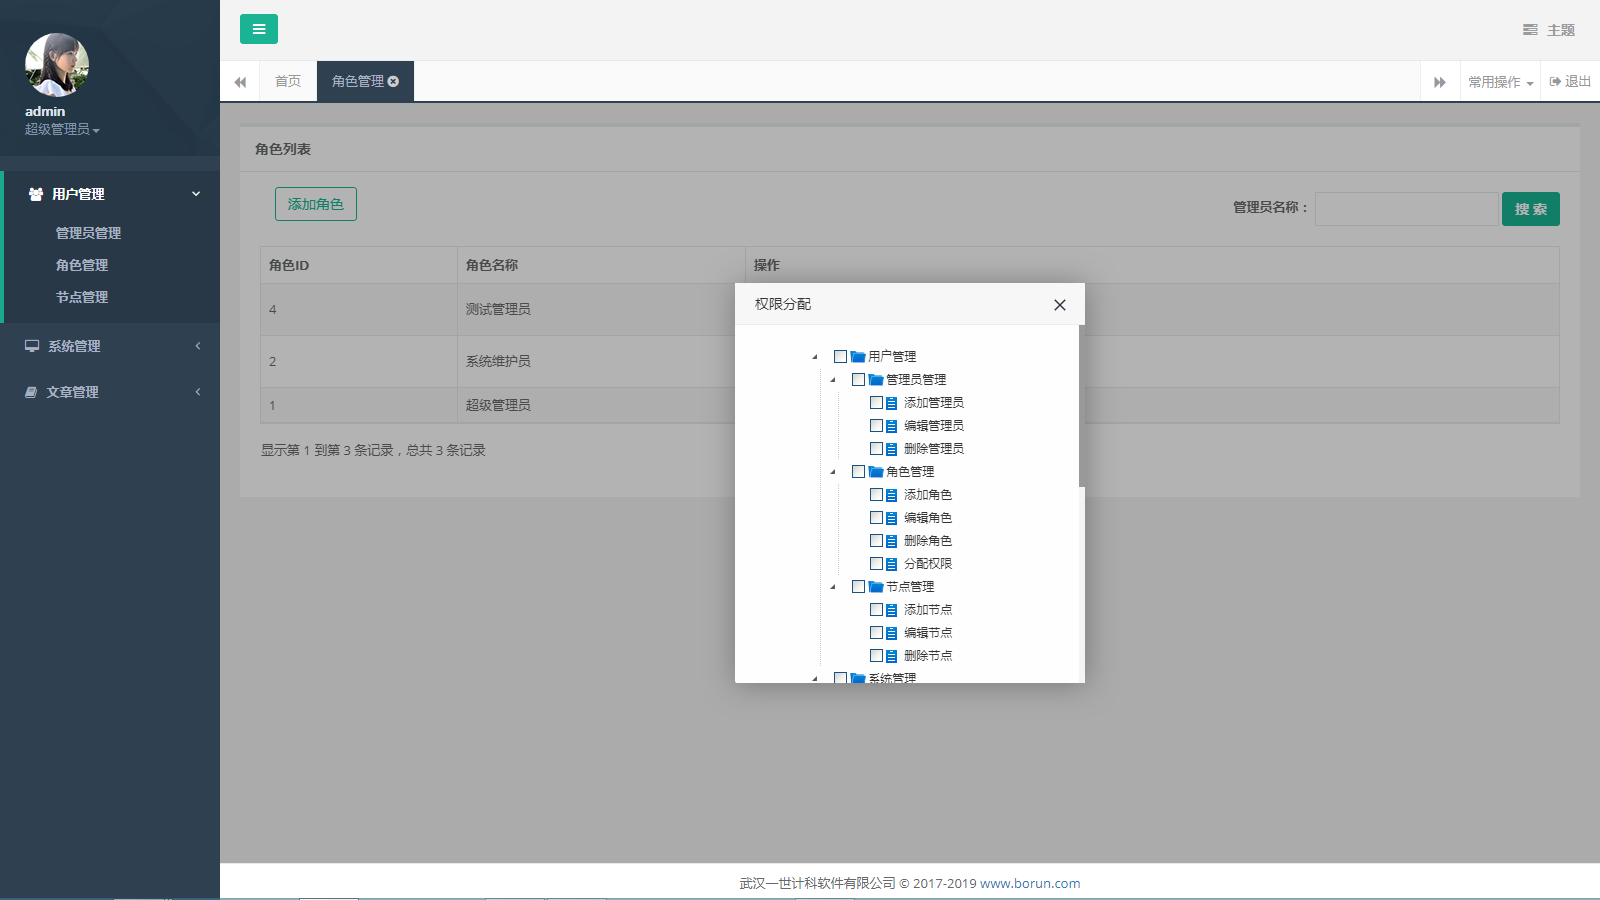 admin
超级管理员
用户管理
管理员管理
角色管理
节点管理
系统管理
文章管理
主题
首页
角色管理
常用操作
退出
角色列表
添加角色
管理员名称：
搜 索
角色ID 角色名称 操作
4 测试管理员
2 系统维护员
1 超级管理员
显示第 1 到第 3 条记录，总共 3 条记录
权限分配
用户管理
管理员管理
添加管理员
编辑管理员
删除管理员
角色管理
添加角色
编辑角色
删除角色
分配权限
节点管理
添加节点
编辑节点
删除节点
系统管理
武汉一世计科软件有限公司 © 2017-2019 www.borun.com